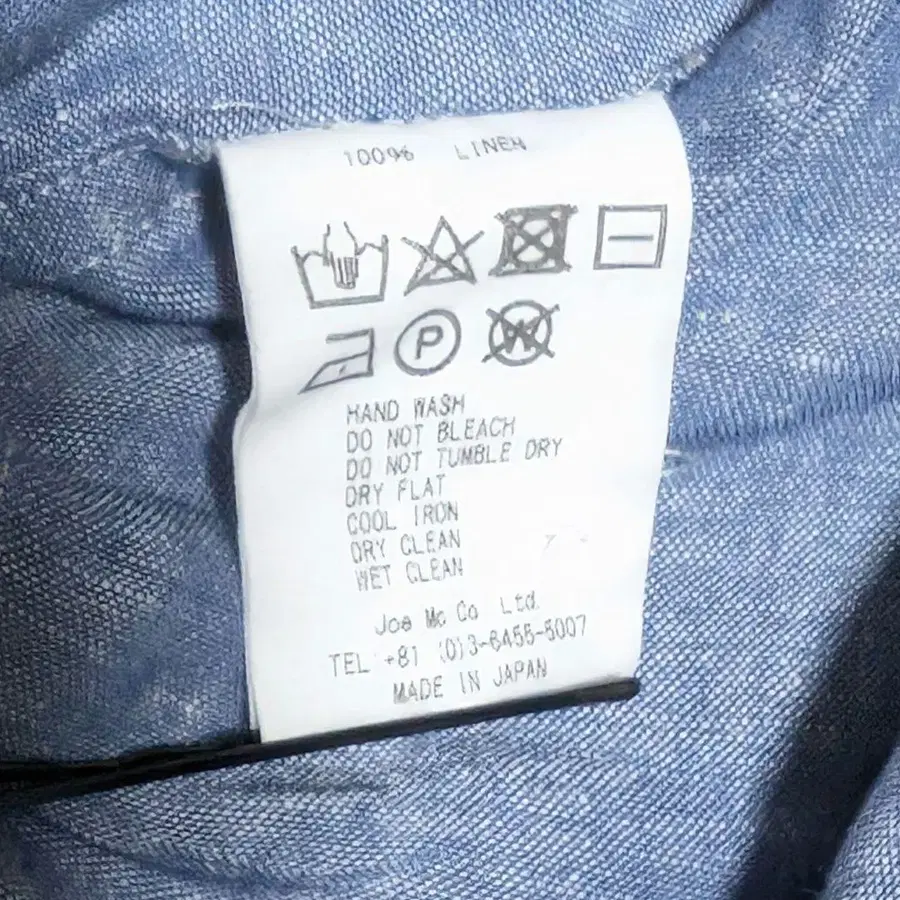 100% LINEN
P
W
HAND WASH
DO NOT BLEACH
DO NOT TUMBLE DRY
DRY FLAT
COOL IRON
DRY CLEAN
WET CLEAN
Joe Mc Co Ltd.
TEL +81 (0)3-6455-5007
MADE IN JAPAN